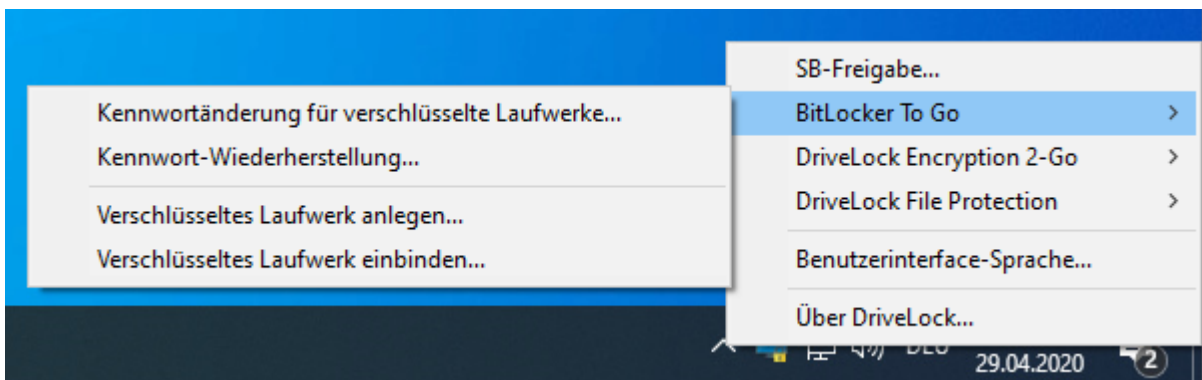 Kennwortänderung für verschlüsselte Laufwerke...
Kennwort-Wiederherstellung...
Verschlüsseltes Laufwerk anlegen...
Verschlüsseltes Laufwerk einbinden...
SB-Freigabe...
BitLocker To Go
DriveLock Encryption 2-Go
DriveLock File Protection
Benutzerinterface-Sprache...
Über DriveLock...
DEU
29.04.2020
2